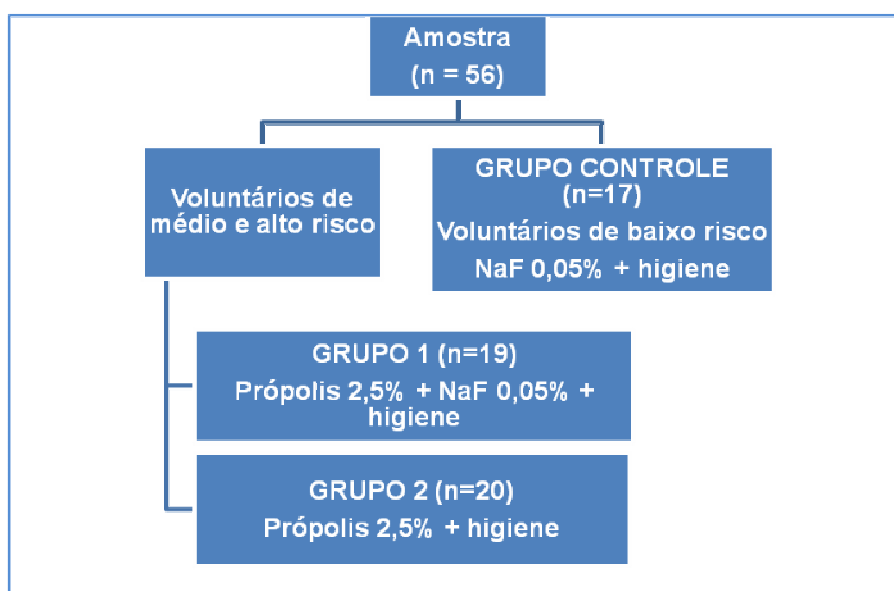 Amostra
(n = 56)
Voluntários de
médio e alto risco
GRUPO CONTROLE
(n=17)
Voluntários de baixo risco
NaF 0,05% + higiene
GRUPO 1 (n=19)
Própolis 2,5% + NaF 0,05% +
higiene
GRUPO 2 (n=20)
Própolis 2,5% + higiene